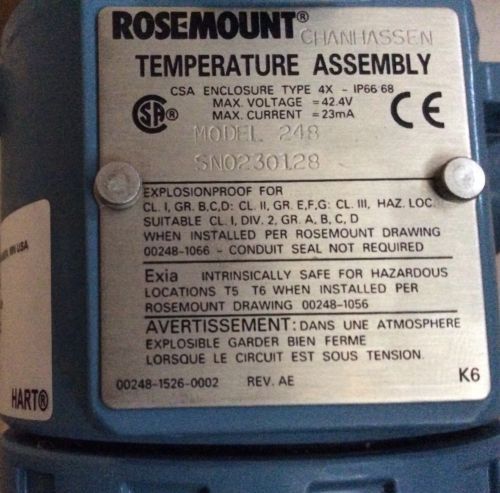 ROSEMOUNT®
CHANHASSEN
TEMPERATURE ASSEMBLY
CSA ENCLOSURE TYPE 4X - IP66/68
MAX. VOLTAGE = 42.4V
MAX. CURRENT = 23mA
SA® CE
MODEL 248
SN0230128
EXPLOSIONPROOF FOR
CL. I, GR. B,C,D: CL. II, GR. E,F,G: CL. III, HAZ. LOC.
SUITABLE CL. I, DIV. 2, GR. A, B, C, D
WHEN INSTALLED PER ROSEMOUNT DRAWING
00248-1066 - CONDUIT SEAL NOT REQUIRED
Exia INTRINSICALLY SAFE FOR HAZARDOUS
LOCATIONS T5 T6 WHEN INSTALLED PER
ROSEMOUNT DRAWING 00248-1056
AVERTISSEMENT: DANS UNE ATMOSPHERE
EXPLOSIBLE GARDER BIEN FERME
LORSQUE LE CIRCUIT EST SOUS TENSION.
00248-1526-0002 REV. AE K6
MN USA
HART®